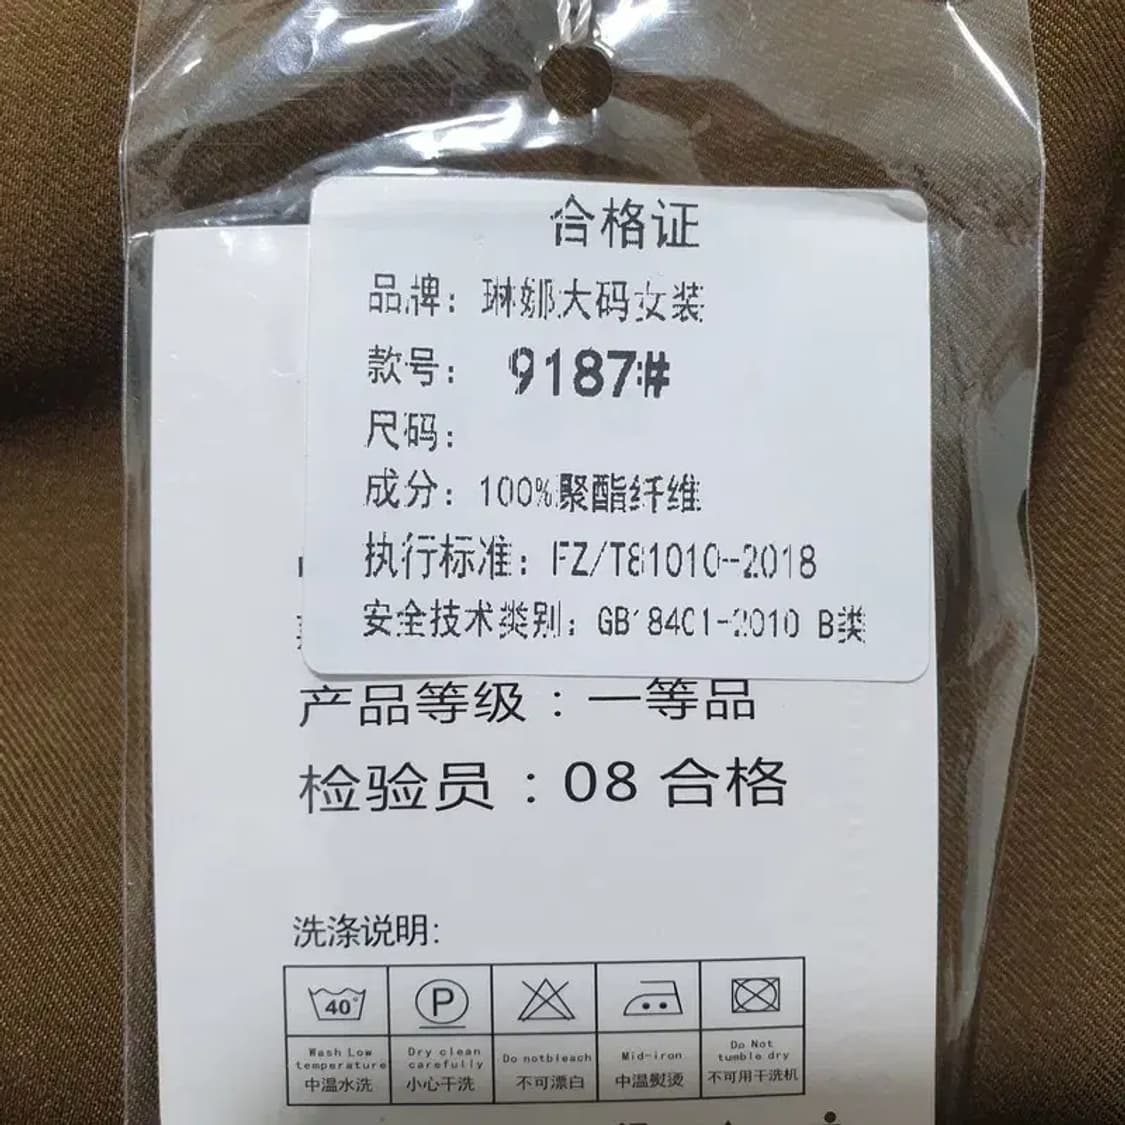 合格证
品牌：琳娜大码女装
款号：9187#
尺码：
成分：100%聚酯纤维
执行标准：FZ/T81010-2018
安全技术类别：GB18401-2010 B类
产品等级：一等品
检验员：08 合格
洗涤说明:
40°
P
Wash Low temperature
中温水洗
Dry clean carefully
小心干洗
Do notbleach
不可漂白
Mid-iron
中温熨烫
Do Not tumble dry
不可用干洗机